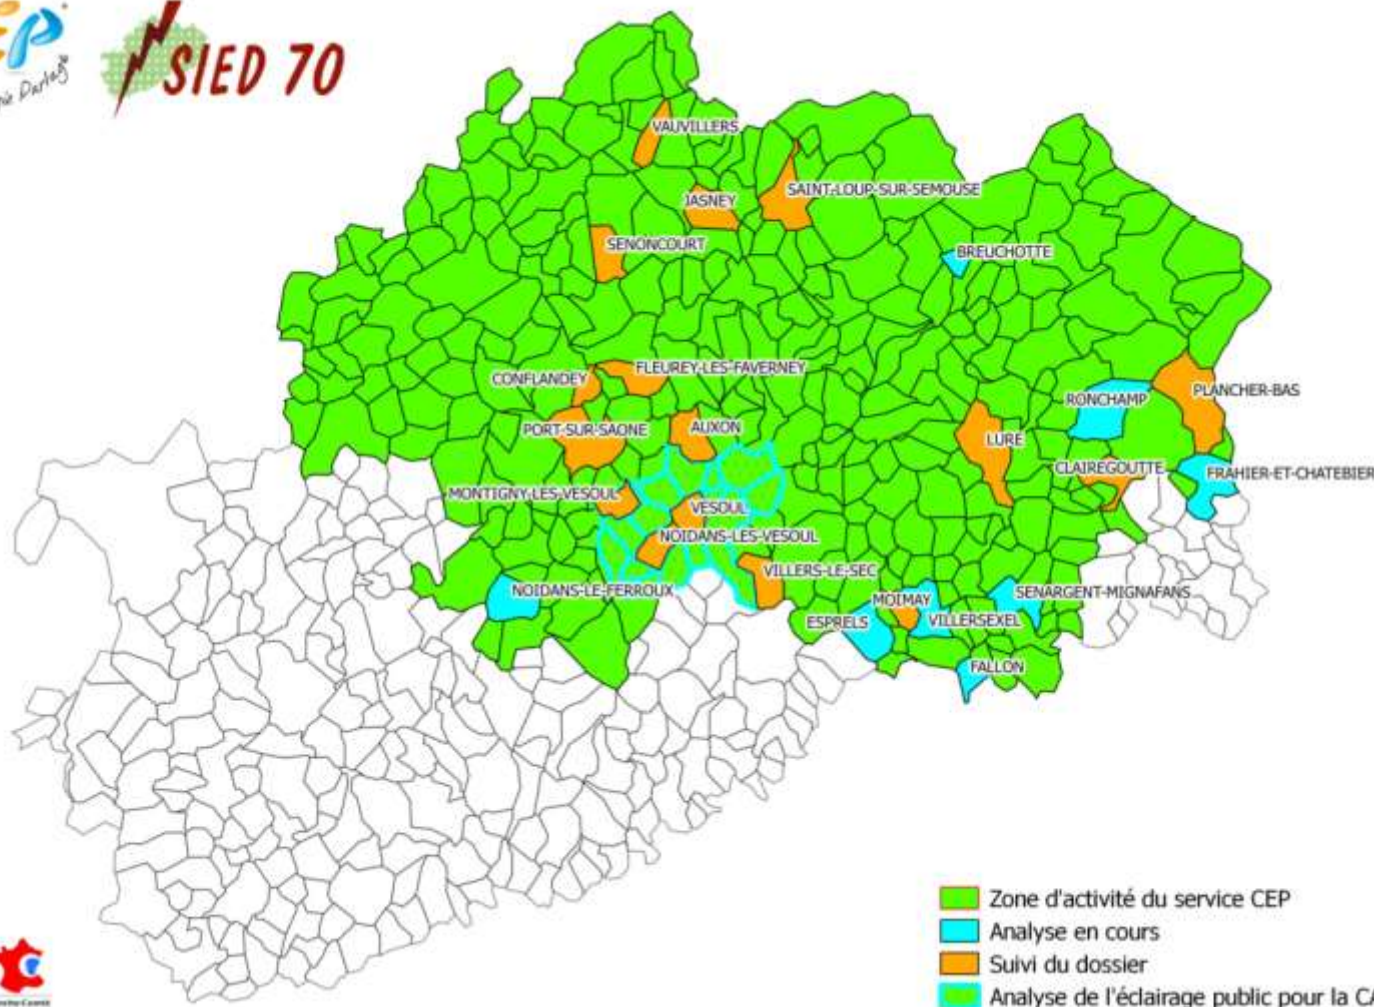 SIED 70
VAUVILLERS
SAINT-LOUP-SUR-SEMOUSE
JASNEY
SENONCOURT
BREUCHOTTE
FLEUREY-LES-FAVERNEY
CONFLANDEY
PLANCHER-BAS
RONCHAMP
AUXON
PORT-SUR-SAONE
LURE
CLAIREGOUTTE
FRAHIER-ET-CHATEBIER
MONTIGNY-LES-VESOUL
VESOUL
NOIDANS-LES-VESOUL
VILLERS-LE-SEC
NOIDANS-LE-FERROUX
SENARGENT-MIGNAFANS
MOIMAY
ESPRELS
VILLERSEXEL
FALLON
Zone d'activité du service CEP
Analyse en cours
Suivi du dossier
Analyse de l'éclairage public pour la